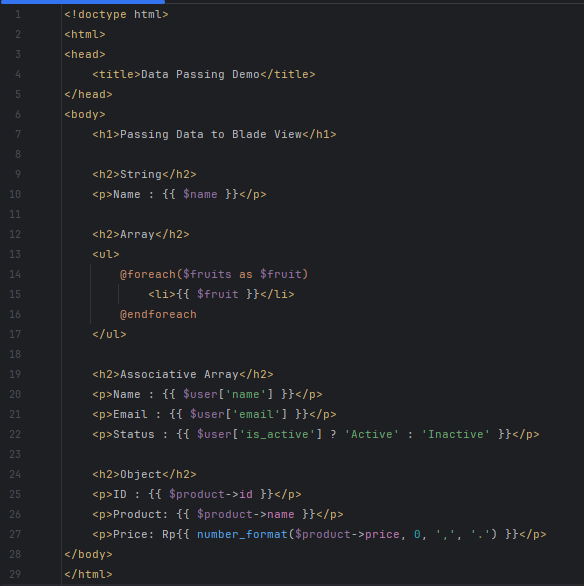 1 <!doctype html>
2 <html>
3 <head>
4     <title>Data Passing Demo</title>
5 </head>
6 <body>
7     <h1>Passing Data to Blade View</h1>
8
9     <h2>String</h2>
10     <p>Name : {{ $name }}</p>
11
12     <h2>Array</h2>
13     <ul>
14         @foreach($fruits as $fruit)
15             <li>{{ $fruit }}</li>
16         @endforeach
17     </ul>
18
19     <h2>Associative Array</h2>
20     <p>Name : {{ $user['name'] }}</p>
21     <p>Email : {{ $user['email'] }}</p>
22     <p>Status : {{ $user['is_active'] ? 'Active' : 'Inactive' }}</p>
23
24     <h2>Object</h2>
25     <p>ID : {{ $product->id }}</p>
26     <p>Product: {{ $product->name }}</p>
27     <p>Price: Rp{{ number_format($product->price, 0, ',', '.') }}</p>
28 </body>
29 </html>